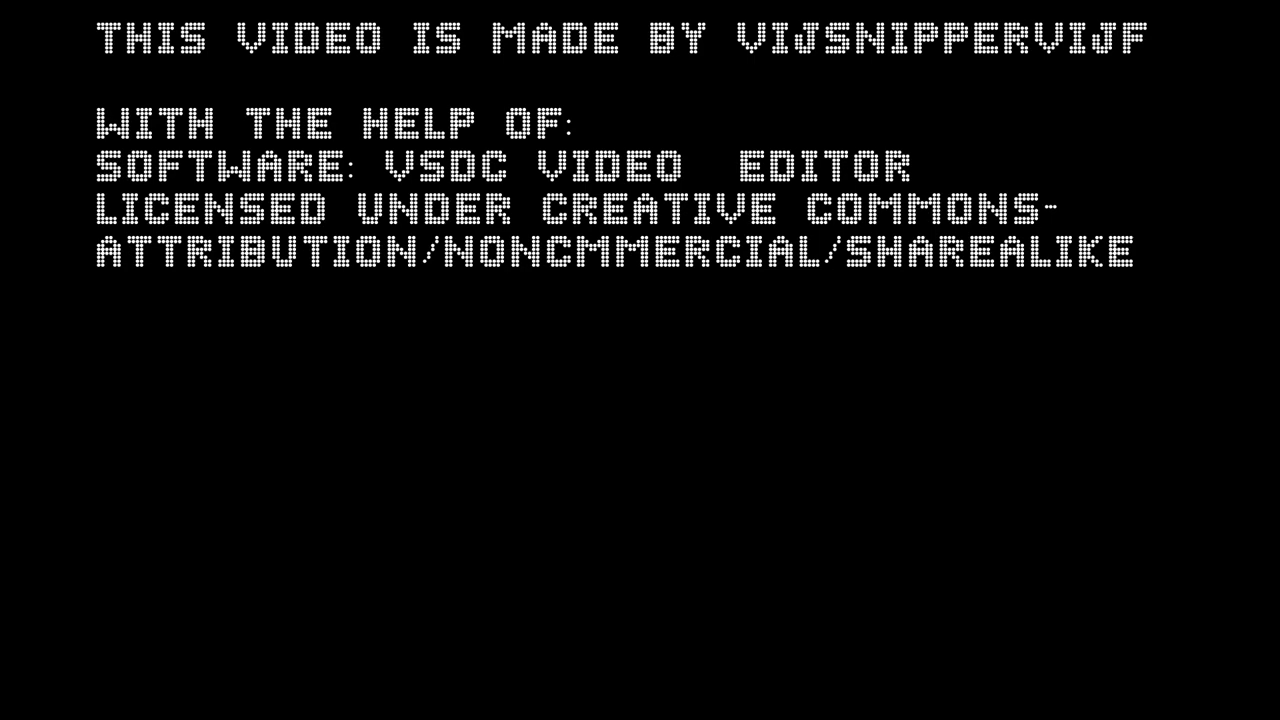 THIS VIDEO IS MADE BY VIJSNIPPERVIJF
WITH THE HELP OF:
SOFTWARE: VSDC VIDEO  EDITOR
LICENSED UNDER CREATIVE COMMONS-
ATTRIBUTION/NONCMMERCIAL/SHAREALIKE